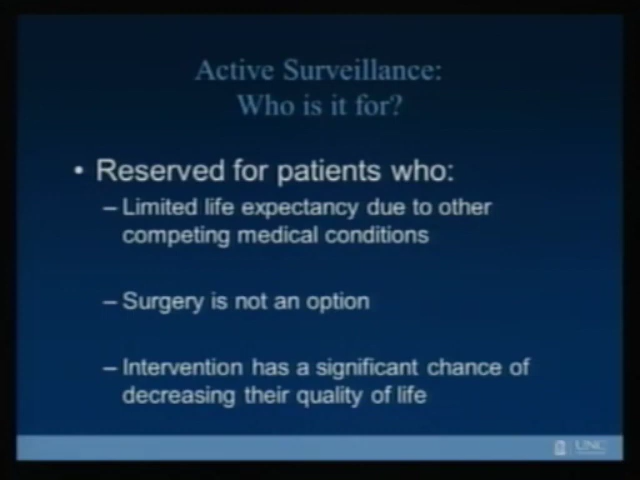 Active Surveillance:
Who is it for?
• Reserved for patients who:
– Limited life expectancy due to other
competing medical conditions
– Surgery is not an option
– Intervention has a significant chance of
decreasing their quality of life
UNC